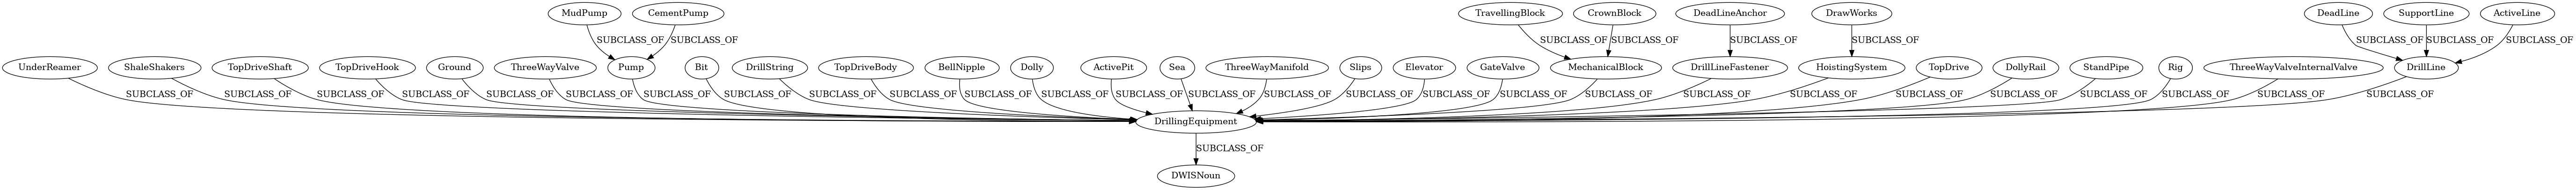 MudPump CementPump TravellingBlock CrownBlock DeadLineAnchor DrawWorks DeadLine SupportLine ActiveLine
SUBCLASS_OF SUBCLASS_OF SUBCLASS_OF SUBCLASS_OF SUBCLASS_OF SUBCLASS_OF SUBCLASS_OF SUBCLASS_OF SUBCLASS_OF
UnderReamer ShaleShakers TopDriveShaft TopDriveHook Ground ThreeWayValve Pump Bit DrillString TopDriveBody BellNipple Dolly ActivePit Sea ThreeWayManifold Slips Elevator GateValve MechanicalBlock DrillLineFastener HoistingSystem TopDrive DollyRail StandPipe Rig ThreeWayValveInternalValve DrillLine
SUBCLASS_OF SUBCLASS_OF SUBCLASS_OF SUBCLASS_OF SUBCLASS_OF SUBCLASS_OF SUBCLASS_OF SUBCLASS_OF SUBCLASS_OF SUBCLASS_OF SUBCLASS_OF SUBCLASS_OF SUBCLASS_OF SUBCLASS_OF SUBCLASS_OF SUBCLASS_OF SUBCLASS_OF SUBCLASS_OF SUBCLASS_OF SUBCLASS_OF SUBCLASS_OF SUBCLASS_OF SUBCLASS_OF SUBCLASS_OF SUBCLASS_OF SUBCLASS_OF SUBCLASS_OF
DrillingEquipment
SUBCLASS_OF
DWISNoun